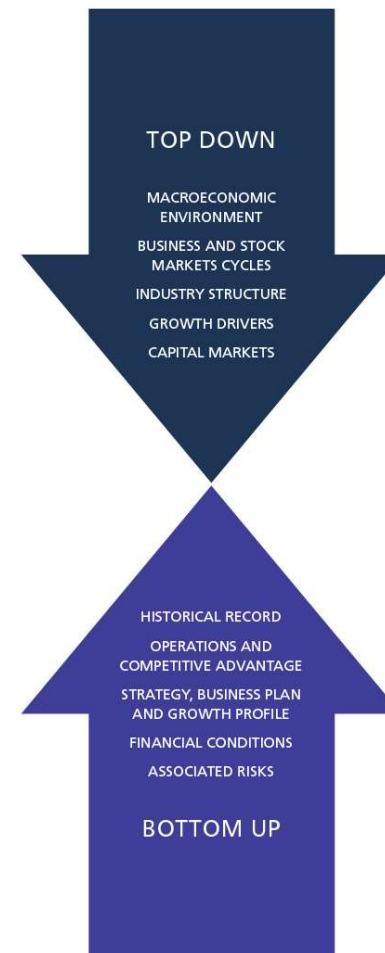 TOP DOWN
MACROECONOMIC
ENVIRONMENT
BUSINESS AND STOCK
MARKETS CYCLES
INDUSTRY STRUCTURE
GROWTH DRIVERS
CAPITAL MARKETS
HISTORICAL RECORD
OPERATIONS AND
COMPETITIVE ADVANTAGE
STRATEGY, BUSINESS PLAN
AND GROWTH PROFILE
FINANCIAL CONDITIONS
ASSOCIATED RISKS
BOTTOM UP